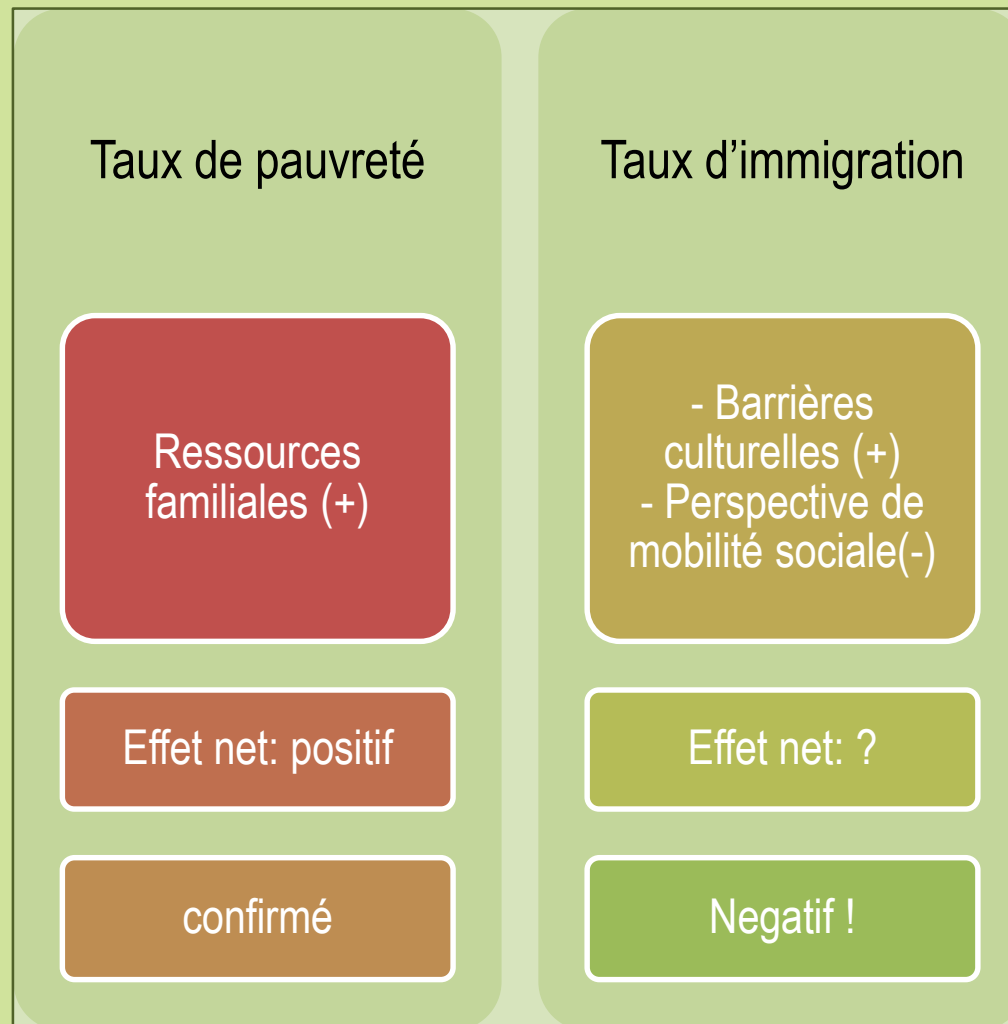 Taux de pauvreté
Ressources
familiales (+)
Effet net: positif
confirmé
Taux d’immigration
- Barrières
culturelles (+)
- Perspective de
mobilité sociale(-)
Effet net: ?
Negatif !